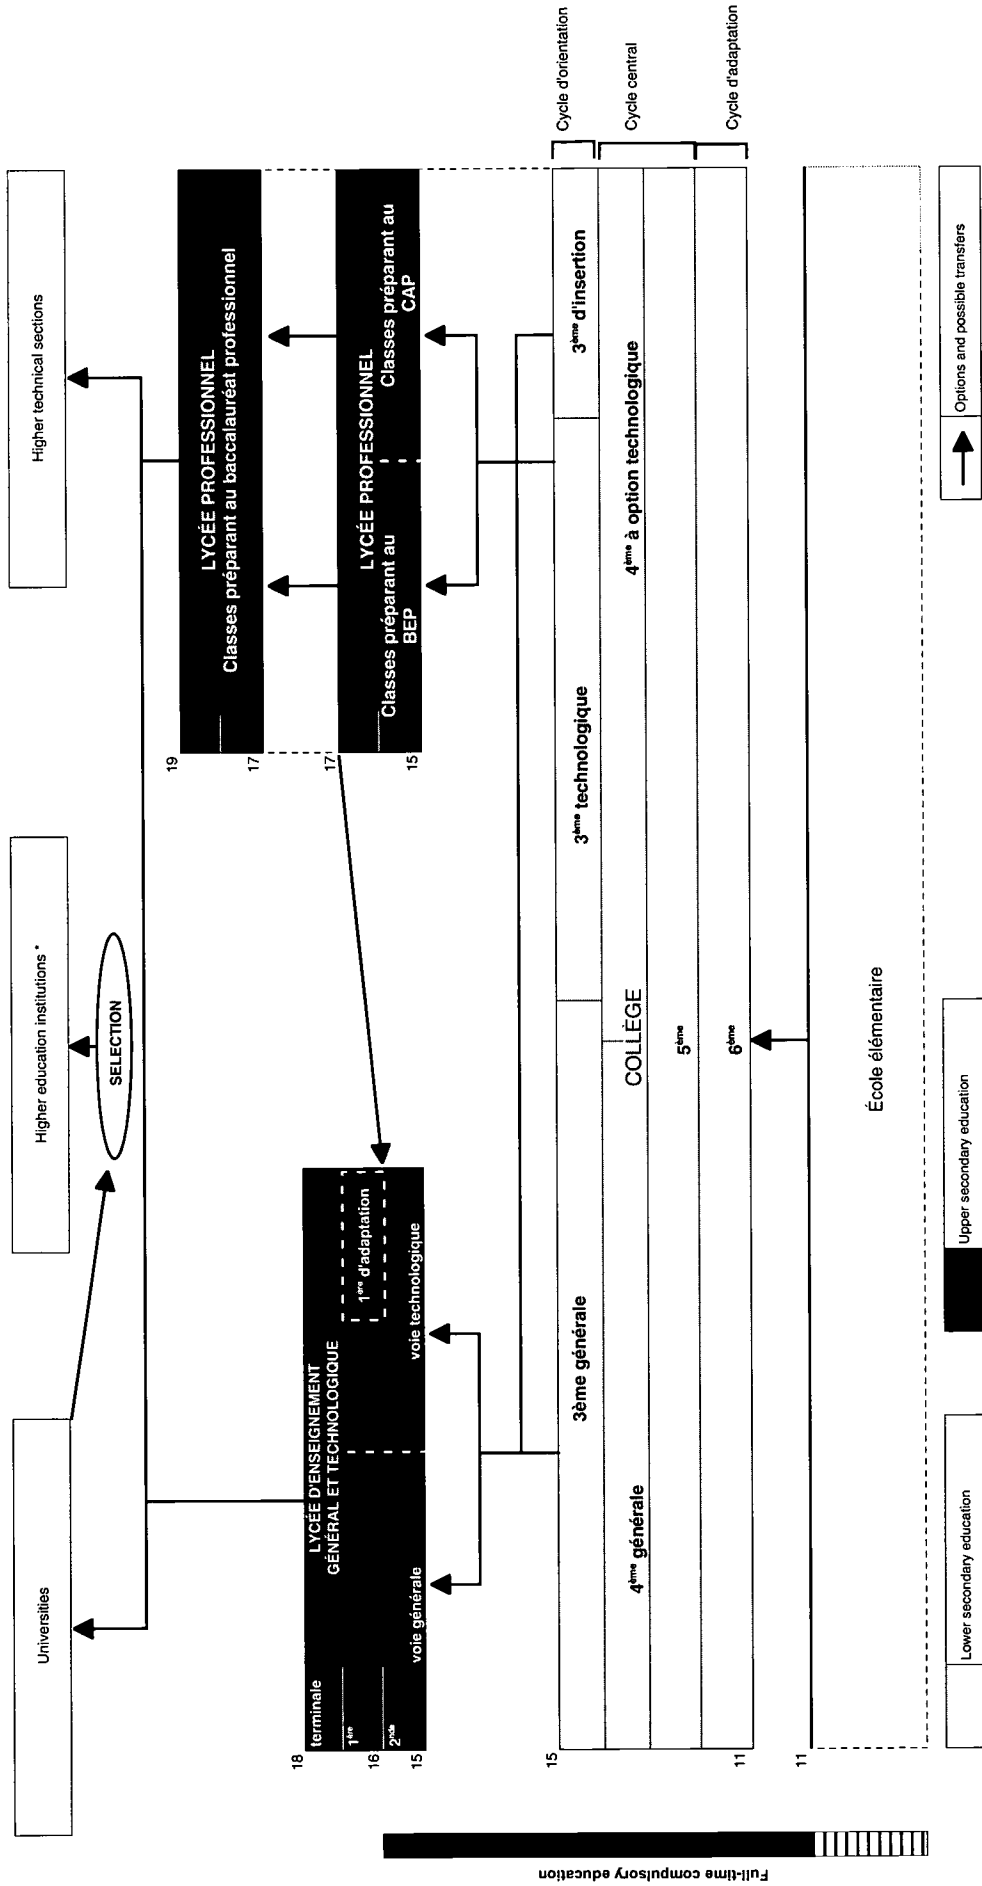 Universities
Higher education institutions *
Higher technical sections
SELECTION
18
terminale
1ère
16
2nde
15
LYCÉE D'ENSEIGNEMENT
GÉNÉRAL ET TECHNOLOGIQUE
1ère d'adaptation
voie générale
voie technologique
19
17
LYCÉE PROFESSIONNEL
Classes préparant au baccalauréat professionnel
17
15
LYCÉE PROFESSIONNEL
Classes préparant au
BEP
Classes préparant au
CAP
15
3ème générale
3ème technologique
3ème d'insertion
Cycle d'orientation
4ème générale
COLLÈGE
4ème à option technologique
Cycle central
5ème
11
6ème
Cycle d'adaptation
11
École élémentaire
Full-time compulsory education
Lower secondary education
Upper secondary education
Options and possible transfers